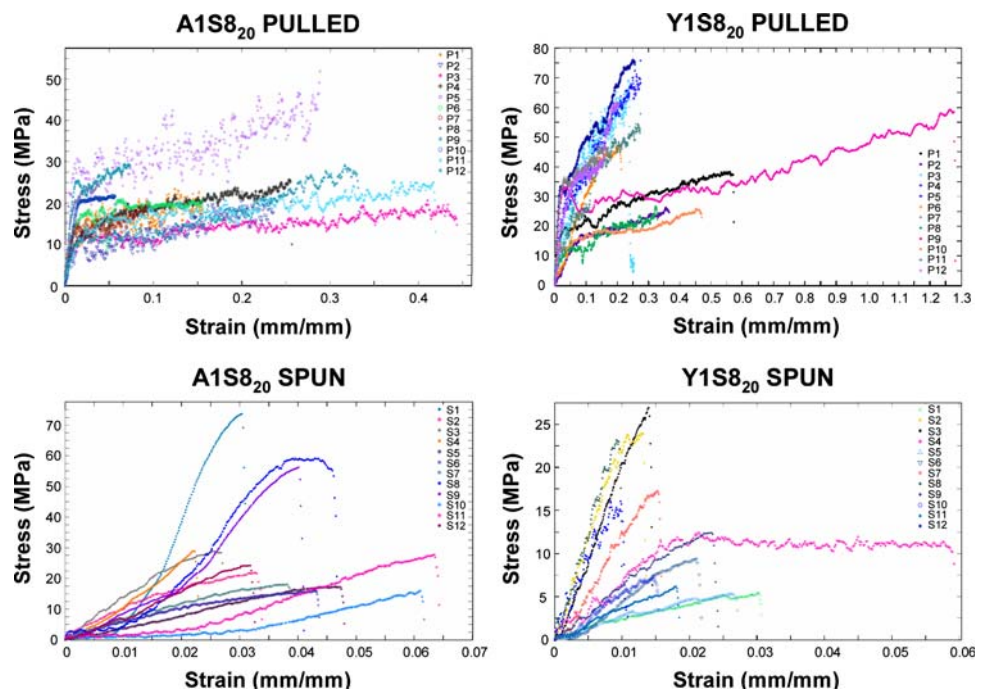 A1S8₂₀ PULLED
Stress (MPa)
50
40
30
20
10
0
P1
P2
P3
P4
P5
P6
P7
P8
P9
P10
P11
P12
0 0.1 0.2 0.3 0.4
Strain (mm/mm)
Y1S8₂₀ PULLED
Stress (MPa)
80
70
60
50
40
30
20
10
0
P1
P2
P3
P4
P5
P6
P7
P8
P9
P10
P11
P12
0 0.1 0.2 0.3 0.4 0.5 0.6 0.7 0.8 0.9 1.0 1.1 1.2 1.3
Strain (mm/mm)
A1S8₂₀ SPUN
Stress (MPa)
70
60
50
40
30
20
10
0
S1
S2
S3
S4
S5
S6
S7
S8
S9
S10
S11
S12
0 0.01 0.02 0.03 0.04 0.05 0.06 0.07
Strain (mm/mm)
Y1S8₂₀ SPUN
Stress (MPa)
25
20
15
10
5
0
S1
S2
S3
S4
S5
S6
S7
S8
S9
S10
S11
S12
0 0.01 0.02 0.03 0.04 0.05 0.06
Strain (mm/mm)